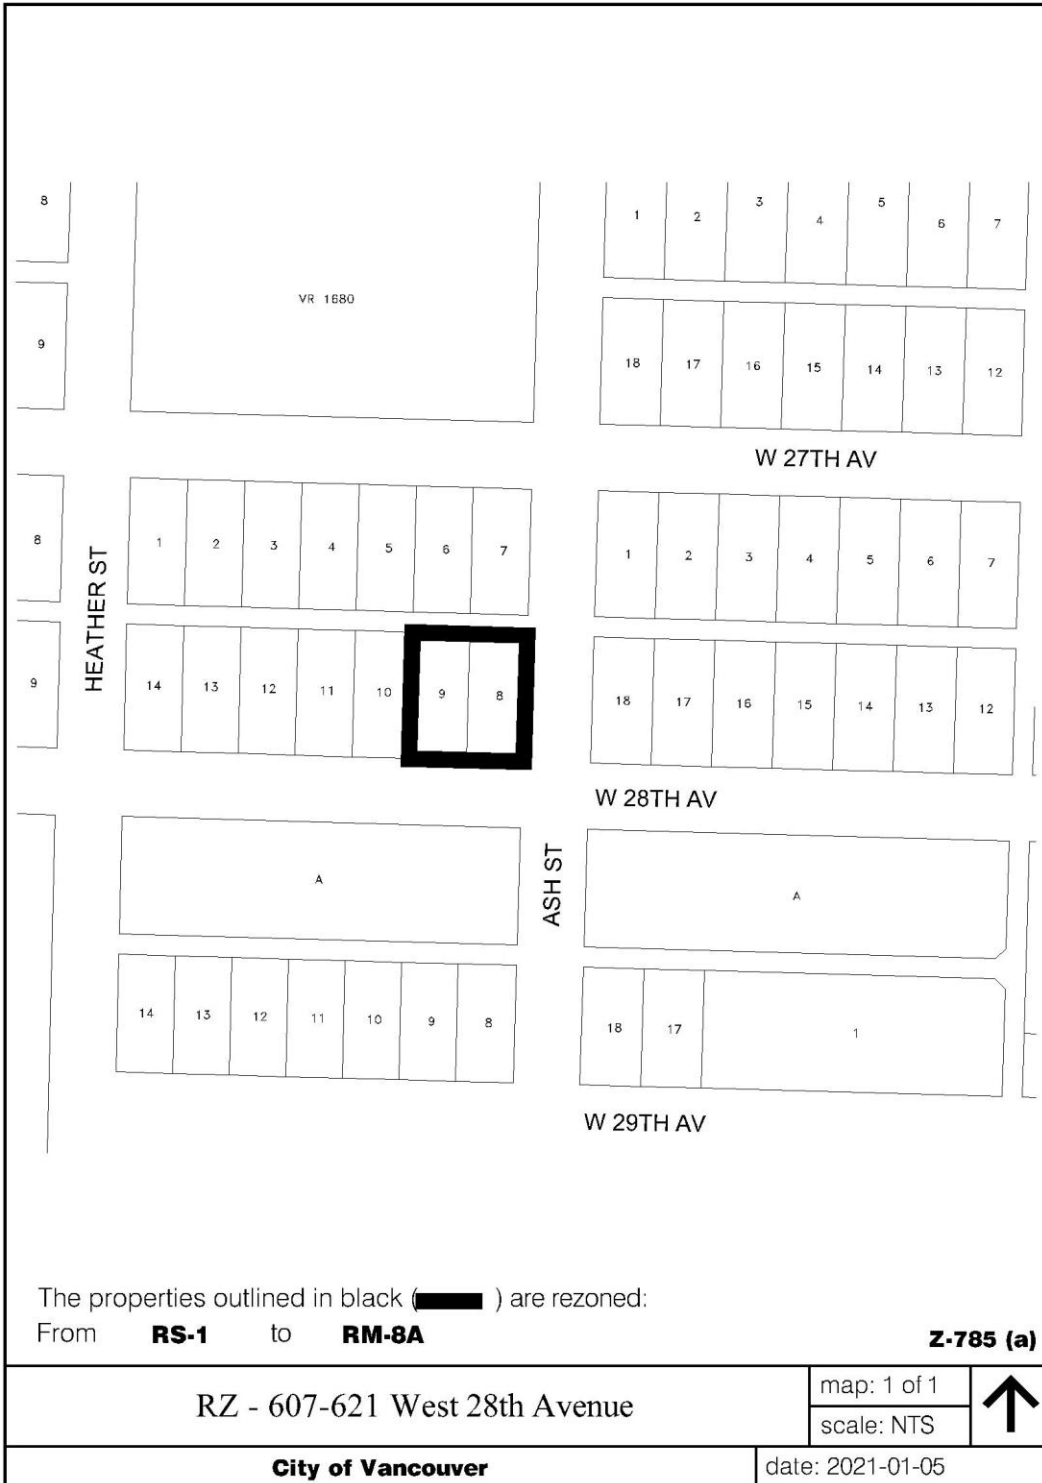 8
1 2 3 4 5 6 7
VR 1680
9
18 17 16 15 14 13 12
W 27TH AV
8
1 2 3 4 5 6 7
1 2 3 4 5 6 7
HEATHER ST
9
14 13 12 11 10 9 8
18 17 16 15 14 13 12
W 28TH AV
A
ASH ST
A
14 13 12 11 10 9 8
18 17 1
W 29TH AV
The properties outlined in black ( ) are rezoned:
From RS-1 to RM-8A
Z-785 (a)
RZ - 607-621 West 28th Avenue
map: 1 of 1
scale: NTS
City of Vancouver
date: 2021-01-05